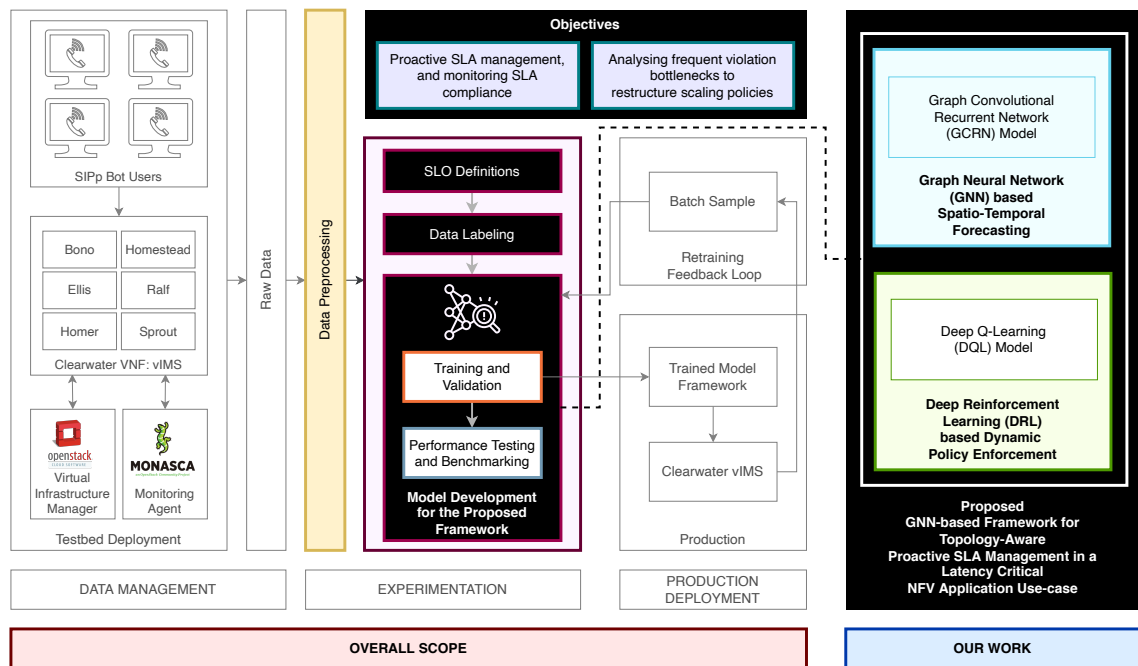 Objectives
Proactive SLA management,
and monitoring SLA
compliance
Analysing frequent violation
bottlenecks to
restructure scaling policies
SIPp Bot Users
Bono
Homestead
Ellis
Ralf
Homer
Sprout
Clearwater VNF: vIMS
openstack
CLOUD SOFTWARE
Virtual
Infrastructure
Manager
MONASCA
Monitoring
Agent
Testbed Deployment
Raw Data
Data Preprocessing
SLO Definitions
Data Labeling
Training and
Validation
Performance Testing
and Benchmarking
Model Development
for the Proposed
Framework
Batch Sample
Retraining
Feedback Loop
Trained Model
Framework
Clearwater vIMS
Production
Graph Convolutional
Recurrent Network
(GCRN) Model
Graph Neural Network
(GNN) based
Spatio-Temporal
Forecasting
Deep Q-Learning
(DQL) Model
Deep Reinforcement
Learning (DRL)
based Dynamic
Policy Enforcement
Proposed
GNN-based Framework for
Topology-Aware
Proactive SLA Management in a
Latency Critical
NFV Application Use-case
DATA MANAGEMENT
EXPERIMENTATION
PRODUCTION
DEPLOYMENT
OVERALL SCOPE
OUR WORK